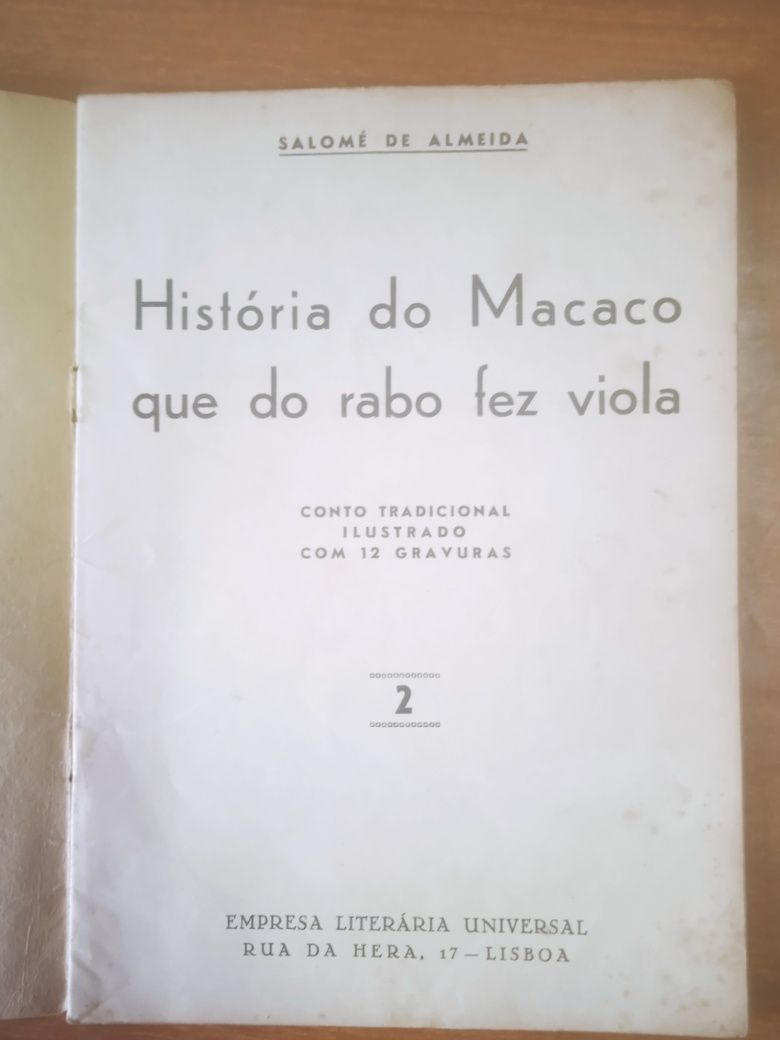 SALOMÉ DE ALMEIDA
História do Macaco
que do rabo fez viola
CONTO TRADICIONAL
ILUSTRADO
COM 12 GRAVURAS
2
EMPRESA LITERÁRIA UNIVERSAL
RUA DA HERA, 17 — LISBOA